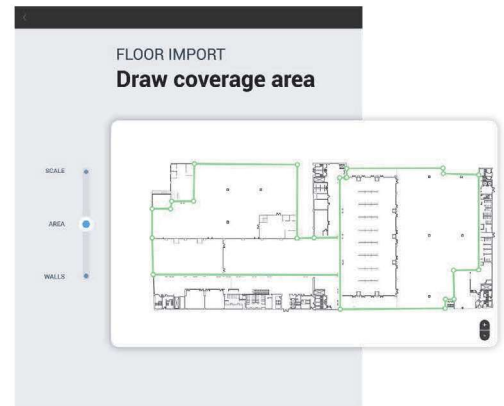 FLOOR IMPORT
Draw coverage area
SCALE
AREA
WALLS